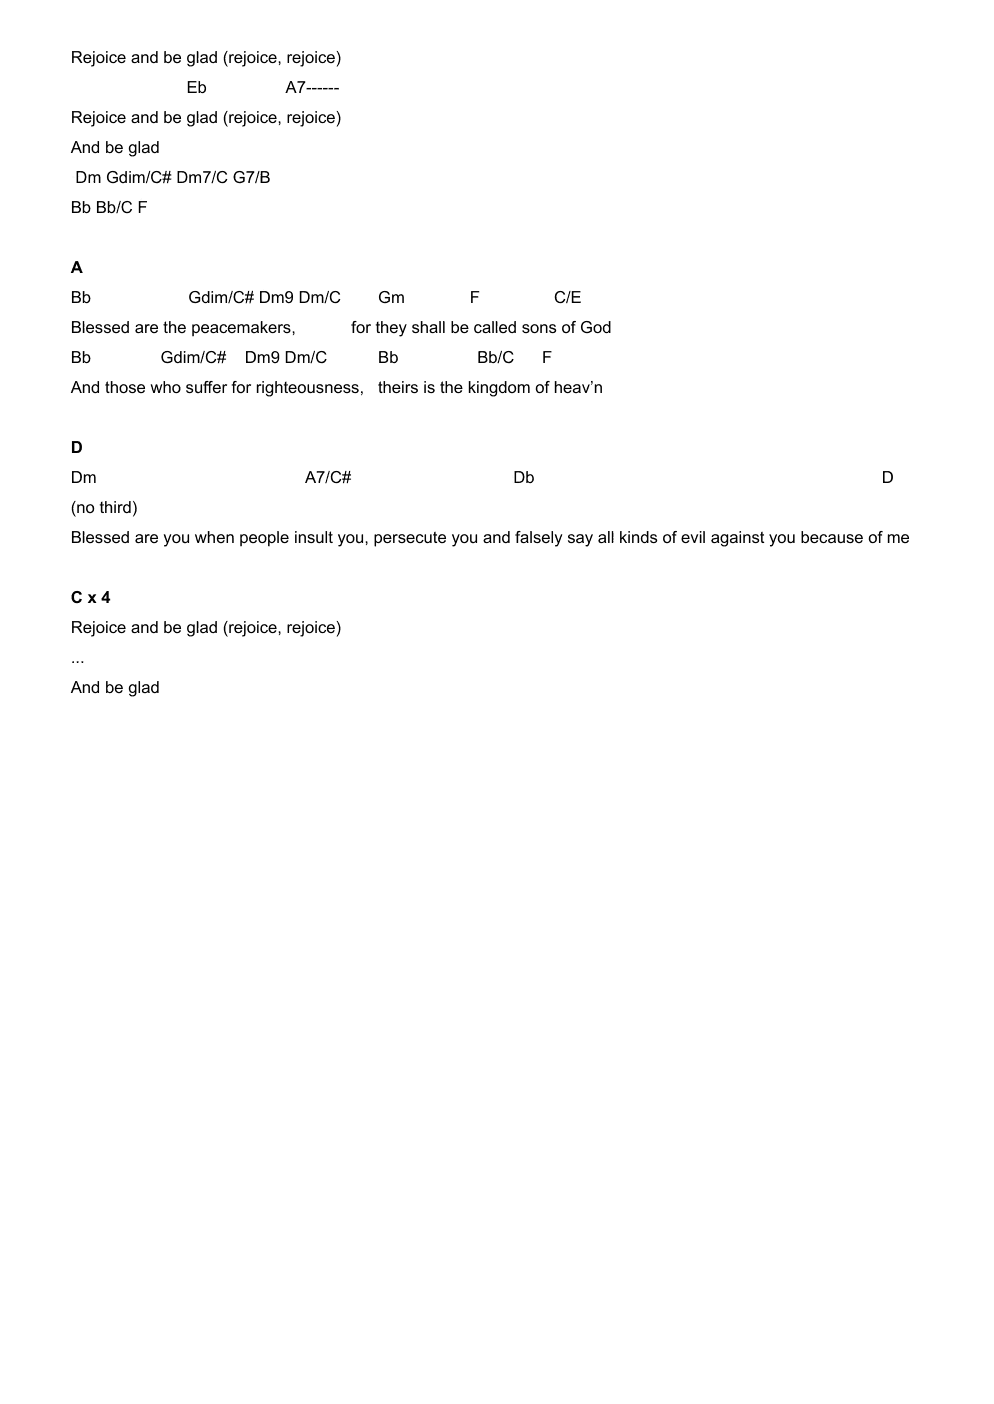 Rejoice and be glad (rejoice, rejoice)
Eb A7------
Rejoice and be glad (rejoice, rejoice)
And be glad
Dm Gdim/C# Dm7/C G7/B
Bb Bb/C F
A
Bb Gdim/C# Dm9 Dm/C Gm F C/E
Blessed are the peacemakers, for they shall be called sons of God
Bb Gdim/C# Dm9 Dm/C Bb Bb/C F
And those who suffer for righteousness, theirs is the kingdom of heav’n
D
Dm A7/C# Db D
(no third)
Blessed are you when people insult you, persecute you and falsely say all kinds of evil against you because of me
C x 4
Rejoice and be glad (rejoice, rejoice)
...
And be glad